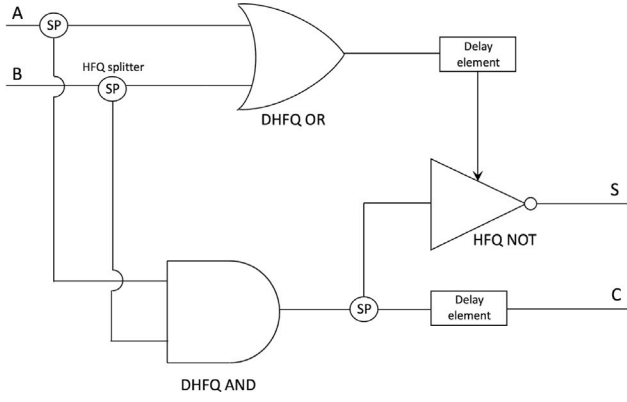 A
SP
HFQ splitter
B
SP
DHFQ OR
Delay
element
S
HFQ NOT
SP
Delay
element
C
DHFQ AND